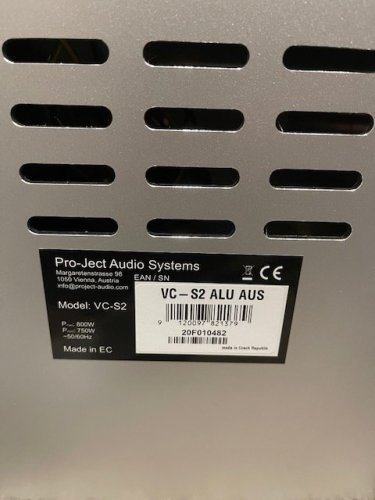 Pro-Ject Audio Systems
Margaretenstrasse 98
1050 Vienna, Austria
EAN / SN
info@project-audio.com
CE
Model: VC-S2
VC-S2 ALU AUS
9 120097 821379
20F010482
800W
750W
~50/60Hz
Made in EC
Made in Czech Republic